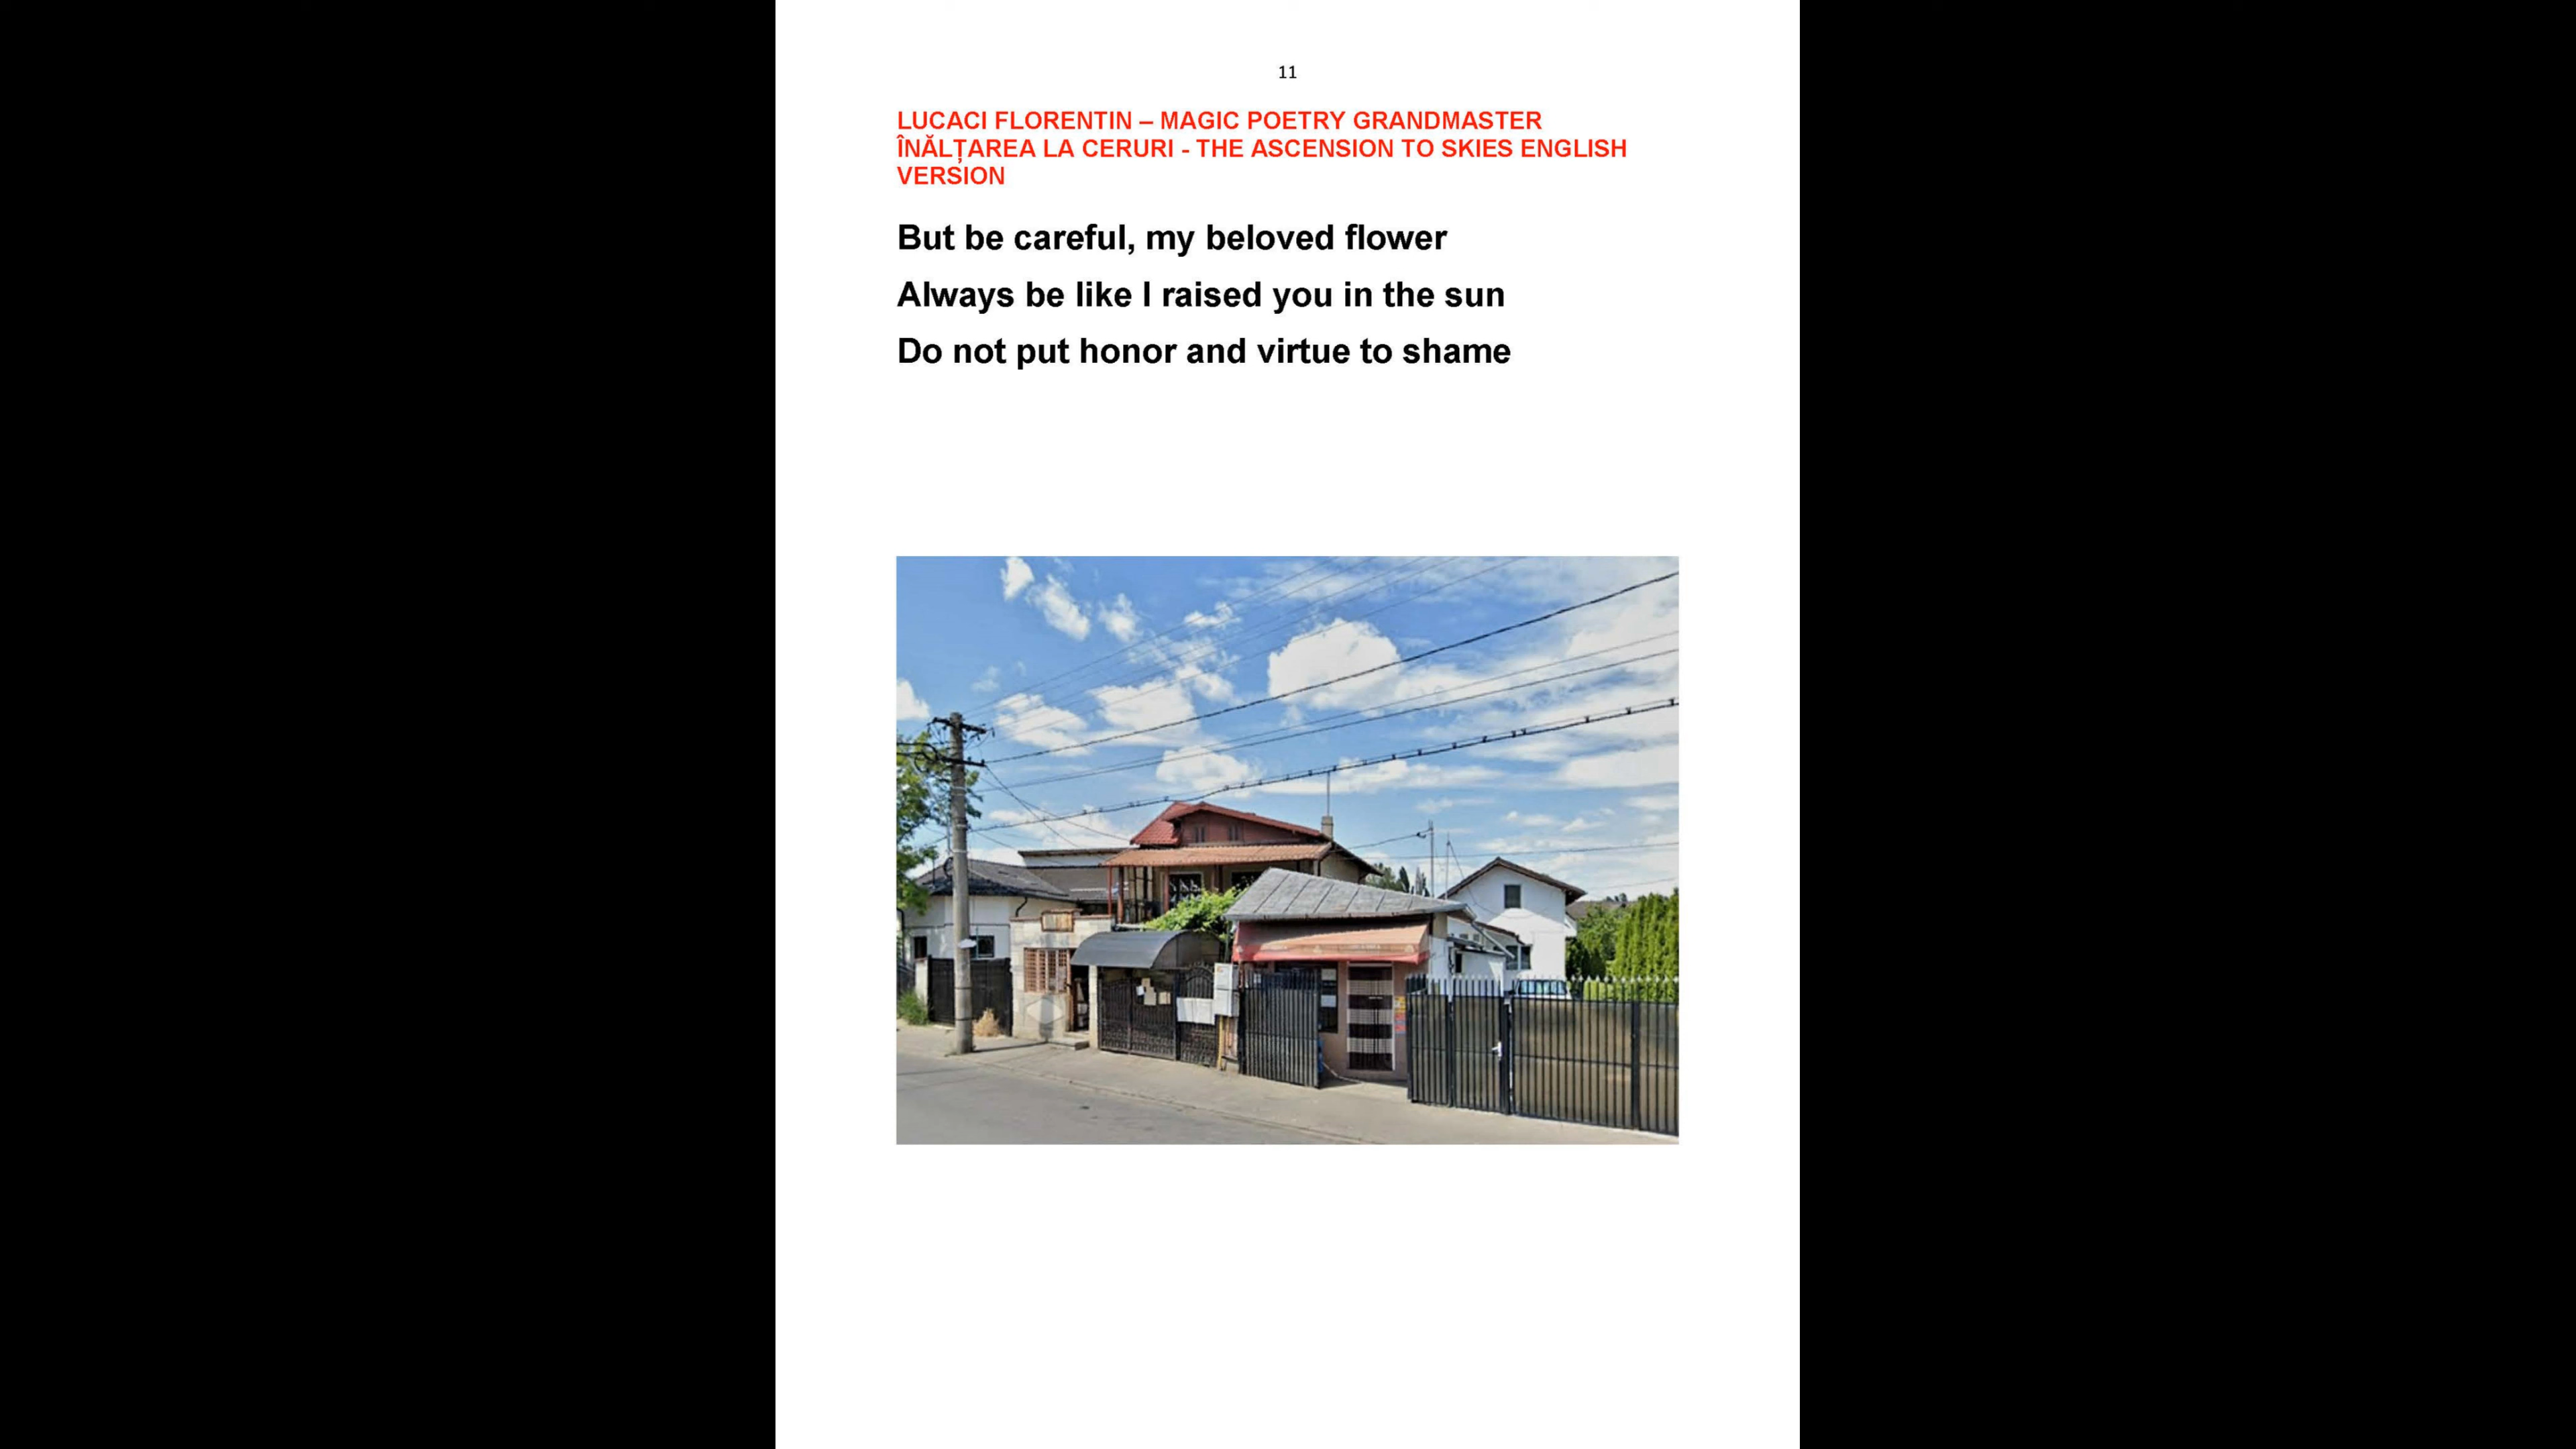 11
LUCACI FLORENTIN – MAGIC POETRY GRANDMASTER
ÎNĂLȚAREA LA CERURI - THE ASCENSION TO SKIES ENGLISH
VERSION
But be careful, my beloved flower
Always be like I raised you in the sun
Do not put honor and virtue to shame